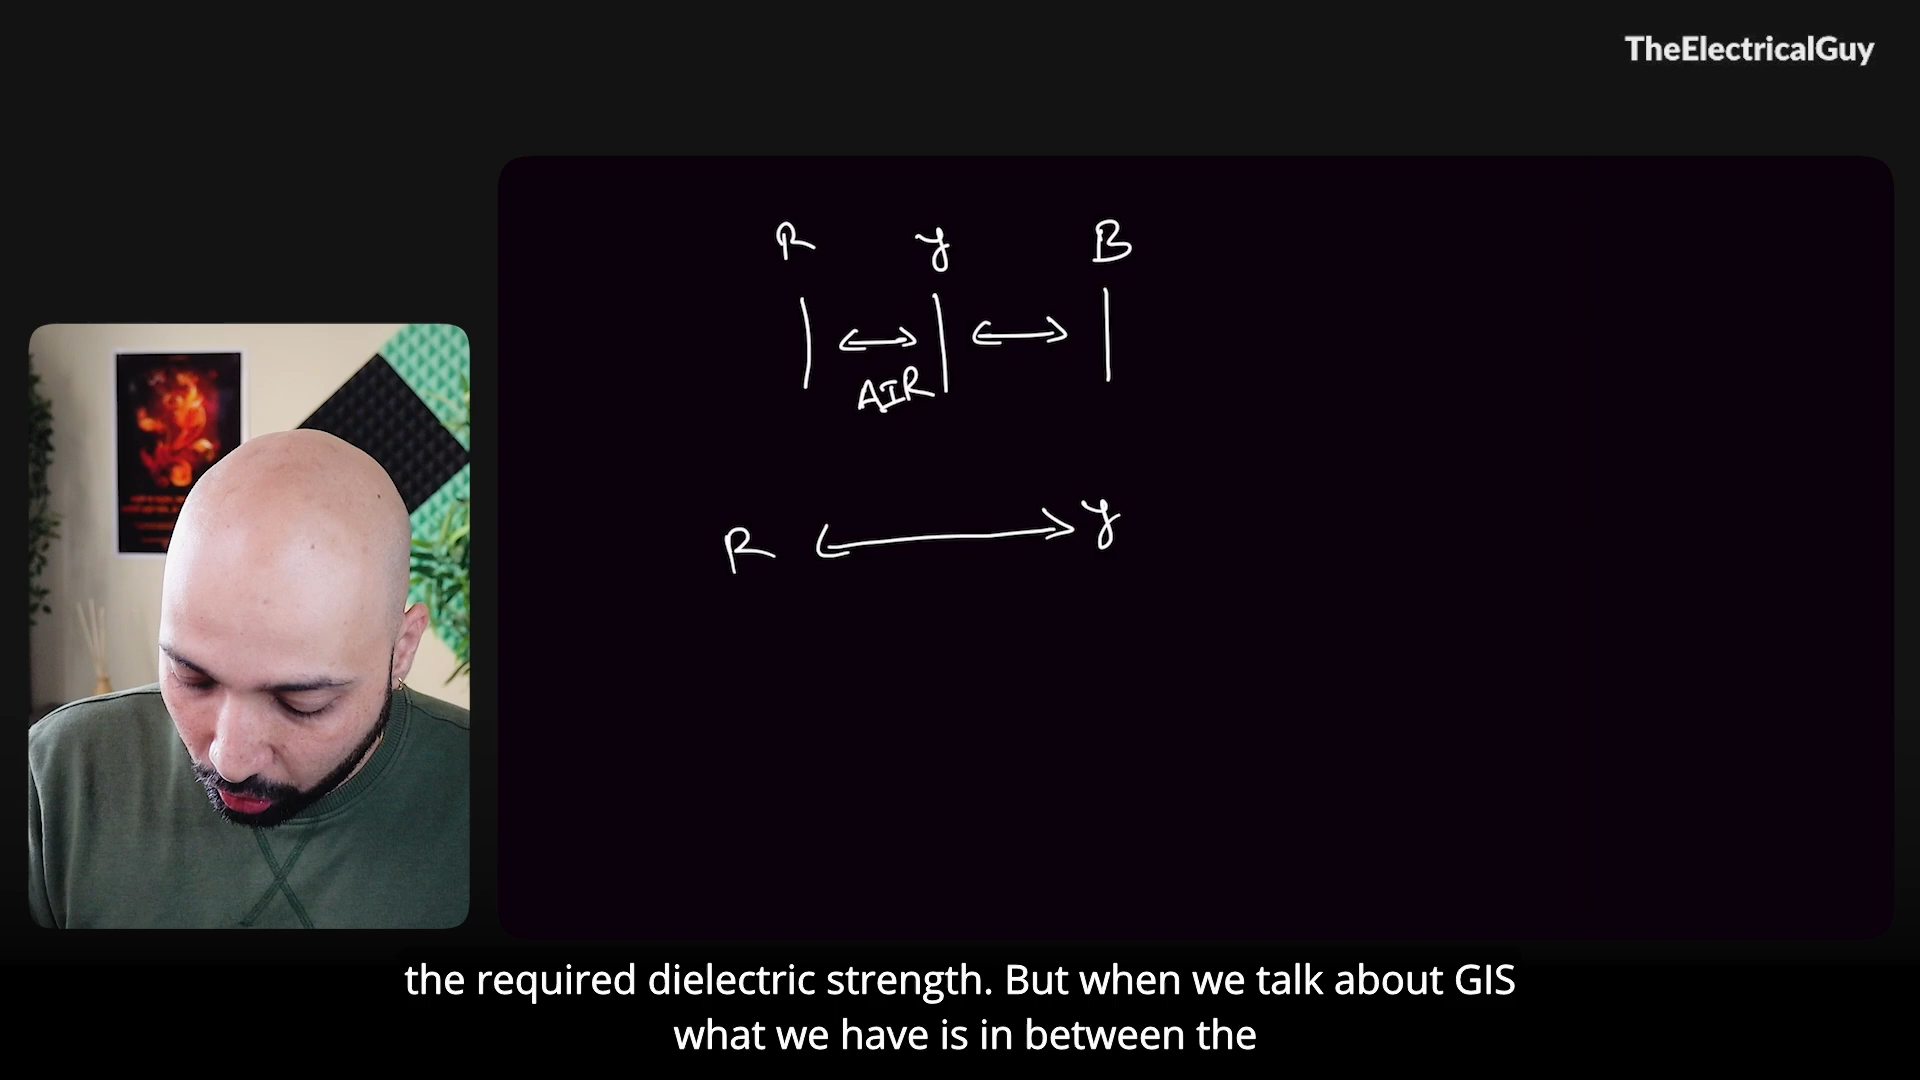 TheElectricalGuy
R y B
AIR
R y
the required dielectric strength. But when we talk about GIS
what we have is in between the